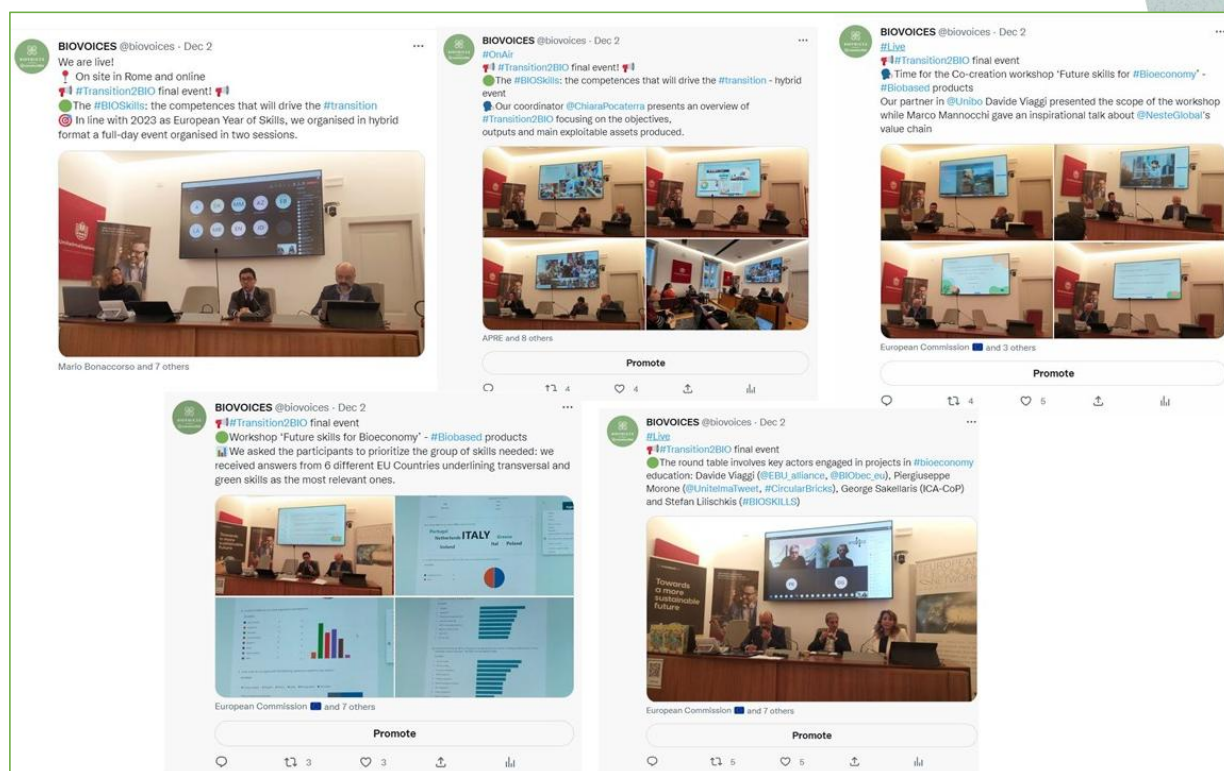 BIOVOICES @biovoices · Dec 2
We are live!
📍 On site in Rome and online
📢 #Transition2BIO final event! 📢
🟢The #BIOSkills: the competences that will drive the #transition
🎯 In line with 2023 as European Year of Skills, we organised in hybrid
format a full-day event organised in two sessions.
Mario Bonaccorso and 7 others
BIOVOICES @biovoices · Dec 2
#OnAir
📢 #Transition2BIO final event! 📢
🟢The #BIOSkills: the competences that will drive the #transition - hybrid
event
🗣Our coordinator @ChiaraPocaterra presents an overview of
#Transition2BIO focusing on the objectives,
outputs and main exploitable assets produced.
APRE and 8 others
Promote
4
4
BIOVOICES @biovoices · Dec 2
#Live
📢#Transition2BIO final event
🗣Time for the Co-creation workshop "Future skills for #Bioeconomy" -
#Biobased products
Our partner in @Unibo Davide Viaggi presented the scope of the workshop
while Marco Mannocchi gave an inspirational talk about @NesteGlobal's
value chain
European Commission 🇪🇺 and 3 others
Promote
4
5
BIOVOICES @biovoices · Dec 2
📢#Transition2BIO final event
🟢Workshop "Future skills for Bioeconomy" - #Biobased products
📊We asked the participants to prioritize the group of skills needed: we
received answers from 6 different EU Countries underlining transversal and
green skills as the most relevant ones.
Towards
a more
sustainable
future
Portugal
Netherlands
ITALY
Greece
Ireland
Ital
Poland
European Commission 🇪🇺 and 7 others
Promote
3
3
BIOVOICES @biovoices · Dec 2
#Live
📢#Transition2BIO final event
🟢The round table involves key actors engaged in projects in #bioeconomy
education: Davide Viaggi (@EBU_alliance, @BIObec_eu), Piergiuseppe
Morone (@UnitelmaTweet, #CircularBricks), George Sakellaris (ICA-CoP)
and Stefan Lilischkis (#BIOSKILLS)
Towards
a more
sustainable
future
European Commission 🇪🇺 and 7 others
Promote
5
5